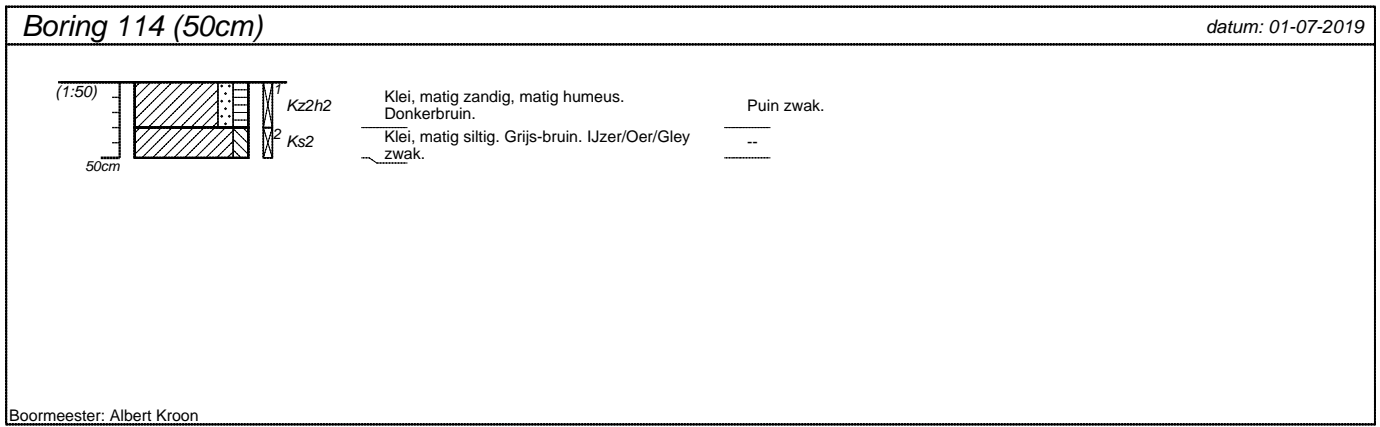 Boring 114 (50cm)
datum: 01-07-2019
(1:50)
1
Kz2h2
Klei, matig zandig, matig humeus.
Donkerbruin.
Puin zwak.
2
Ks2
Klei, matig siltig. Grijs-bruin. IJzer/Oer/Gley
zwak.
--
50cm
Boormeester: Albert Kroon